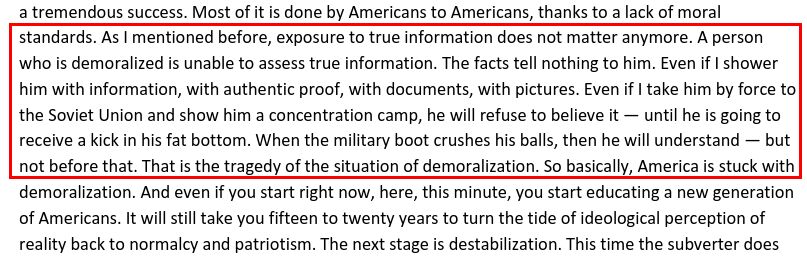 a tremendous success. Most of it is done by Americans to Americans, thanks to a lack of moral
standards. As I mentioned before, exposure to true information does not matter anymore. A person
who is demoralized is unable to assess true information. The facts tell nothing to him. Even if I shower
him with information, with authentic proof, with documents, with pictures. Even if I take him by force to
the Soviet Union and show him a concentration camp, he will refuse to believe it — until he is going to
receive a kick in his fat bottom. When the military boot crushes his balls, then he will understand — but
not before that. That is the tragedy of the situation of demoralization. So basically, America is stuck with
demoralization. And even if you start right now, here, this minute, you start educating a new generation
of Americans. It will still take you fifteen to twenty years to turn the tide of ideological perception of
reality back to normalcy and patriotism. The next stage is destabilization. This time the subverter does